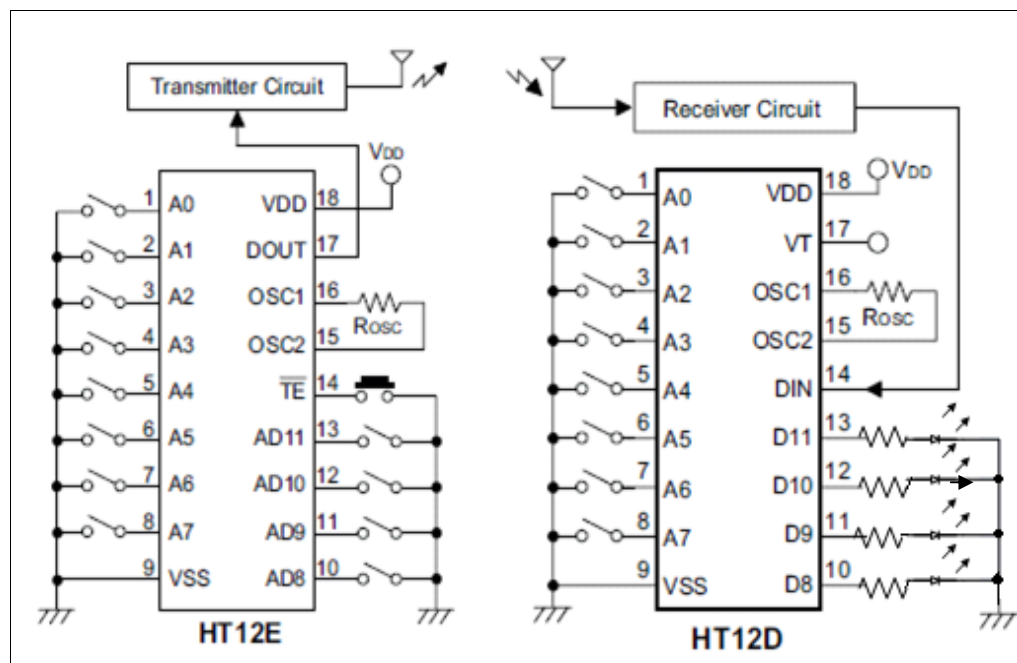 Transmitter Circuit
VDD
1 A0 VDD 18
2 A1 DOUT 17
3 A2 OSC1 16
ROSC
4 A3 OSC2 15
5 A4 TE 14
6 A5 AD11 13
7 A6 AD10 12
8 A7 AD9 11
9 VSS AD8 10
HT12E
Receiver Circuit
1 A0 VDD 18 VDD
2 A1 VT 17
3 A2 OSC1 16
ROSC
4 A3 OSC2 15
5 A4 DIN 14
6 A5 D11 13
7 A6 D10 12
8 A7 D9 11
9 VSS D8 10
HT12D